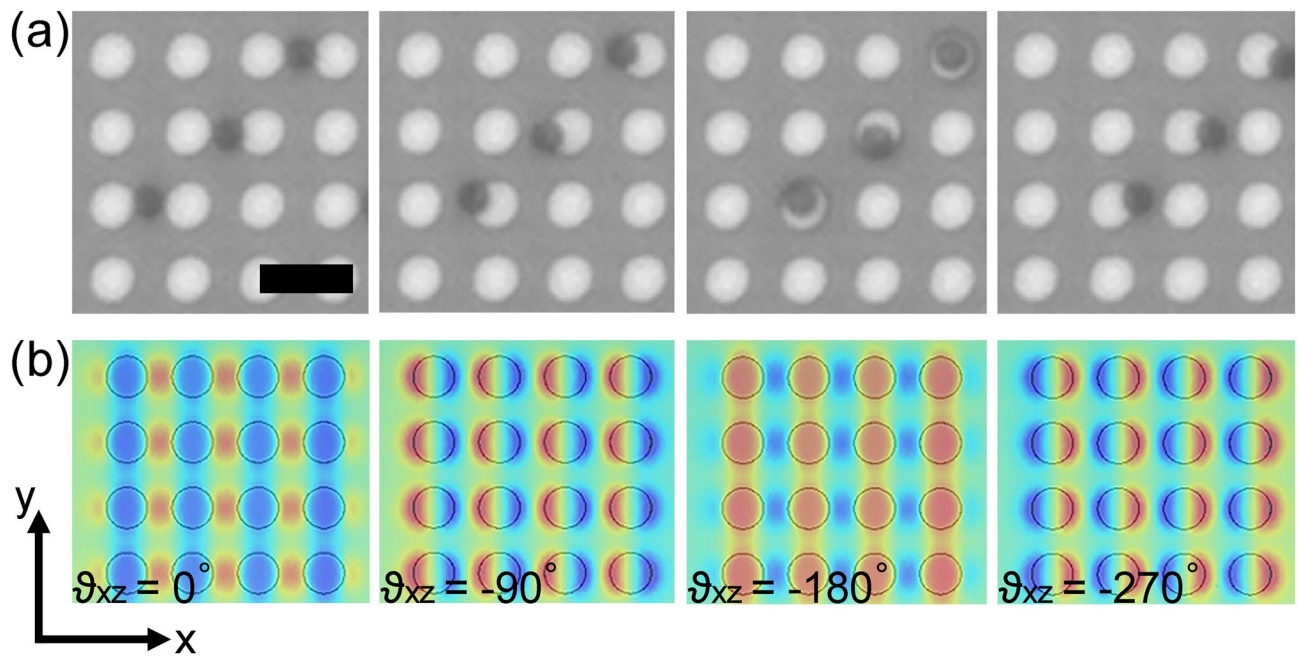 (a)
(b)
ϑxz = 0°
ϑxz = -90°
ϑxz = -180°
ϑxz = -270°
y
x